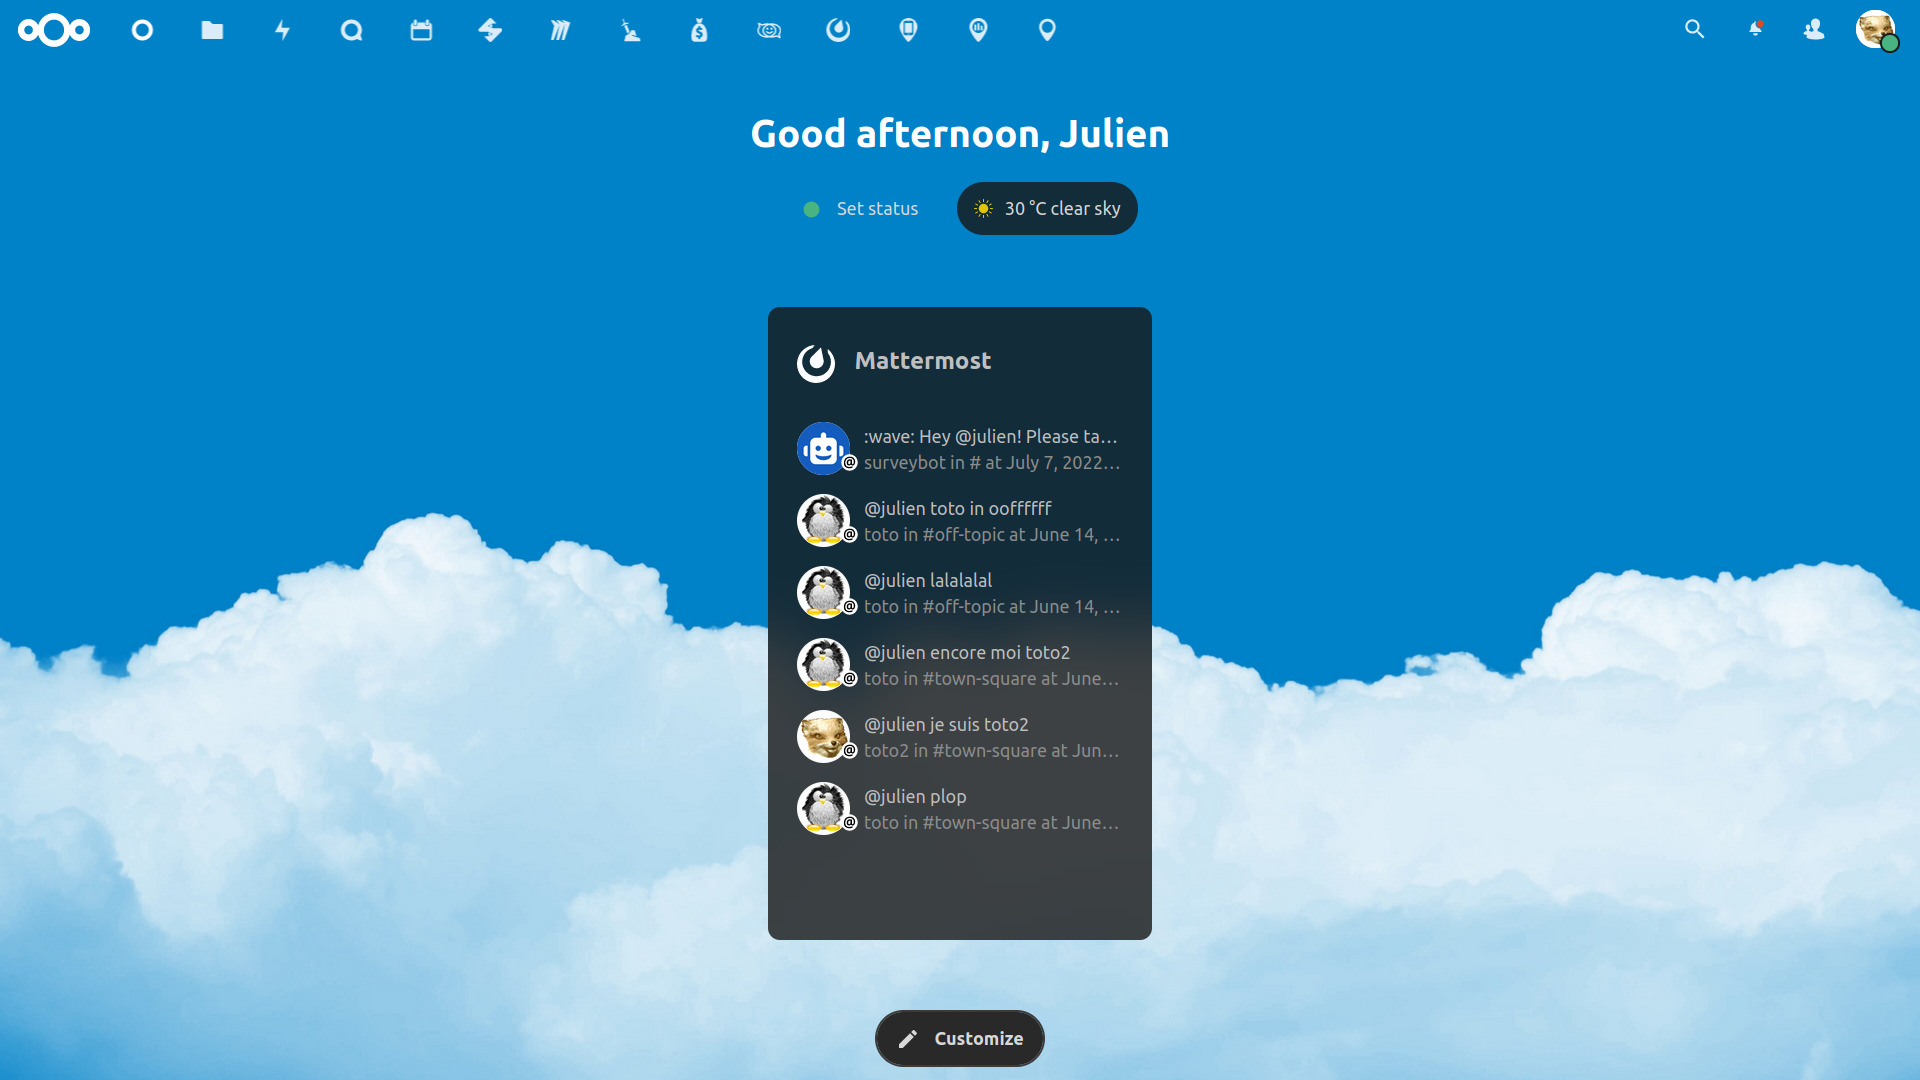 Good afternoon, Julien
Set status
30 °C clear sky
Mattermost
:wave: Hey @julien! Please ta…
surveybot in # at July 7, 2022…
@julien toto in ooffffff
toto in #off-topic at June 14, …
@julien lalalalal
toto in #off-topic at June 14, …
@julien encore moi toto2
toto in #town-square at June…
@julien je suis toto2
toto2 in #town-square at Jun…
@julien plop
toto in #town-square at June…
Customize